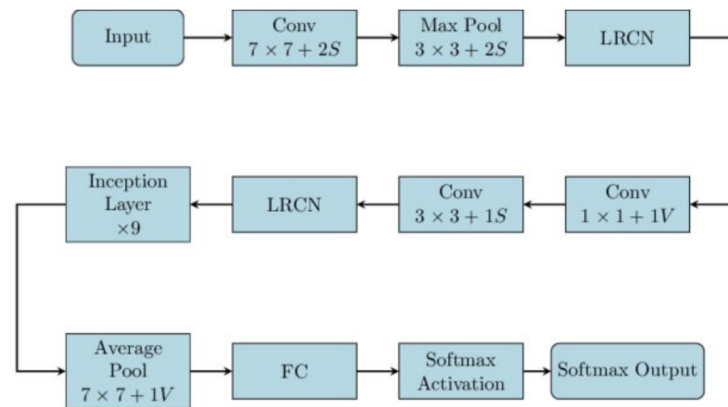 Input
Conv
7 × 7 + 2S
Max Pool
3 × 3 + 2S
LRCN
Inception
Layer
×9
LRCN
Conv
3 × 3 + 1S
Conv
1 × 1 + 1V
Average
Pool
7 × 7 + 1V
FC
Softmax
Activation
Softmax Output